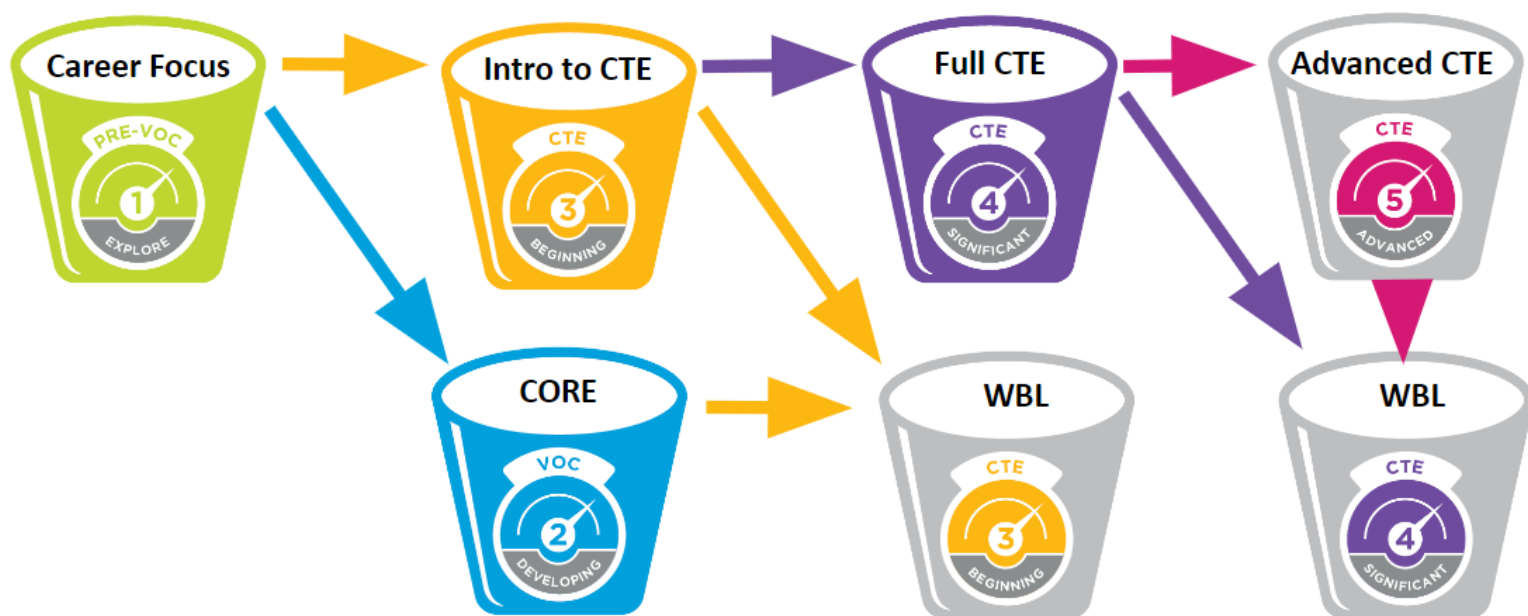 Career Focus
PRE-VOC
1
EXPLORE
Intro to CTE
CTE
3
BEGINNING
Full CTE
CTE
4
SIGNIFICANT
Advanced CTE
CTE
5
ADVANCED
CORE
VOC
2
DEVELOPING
WBL
CTE
3
BEGINNING
WBL
CTE
4
SIGNIFICANT